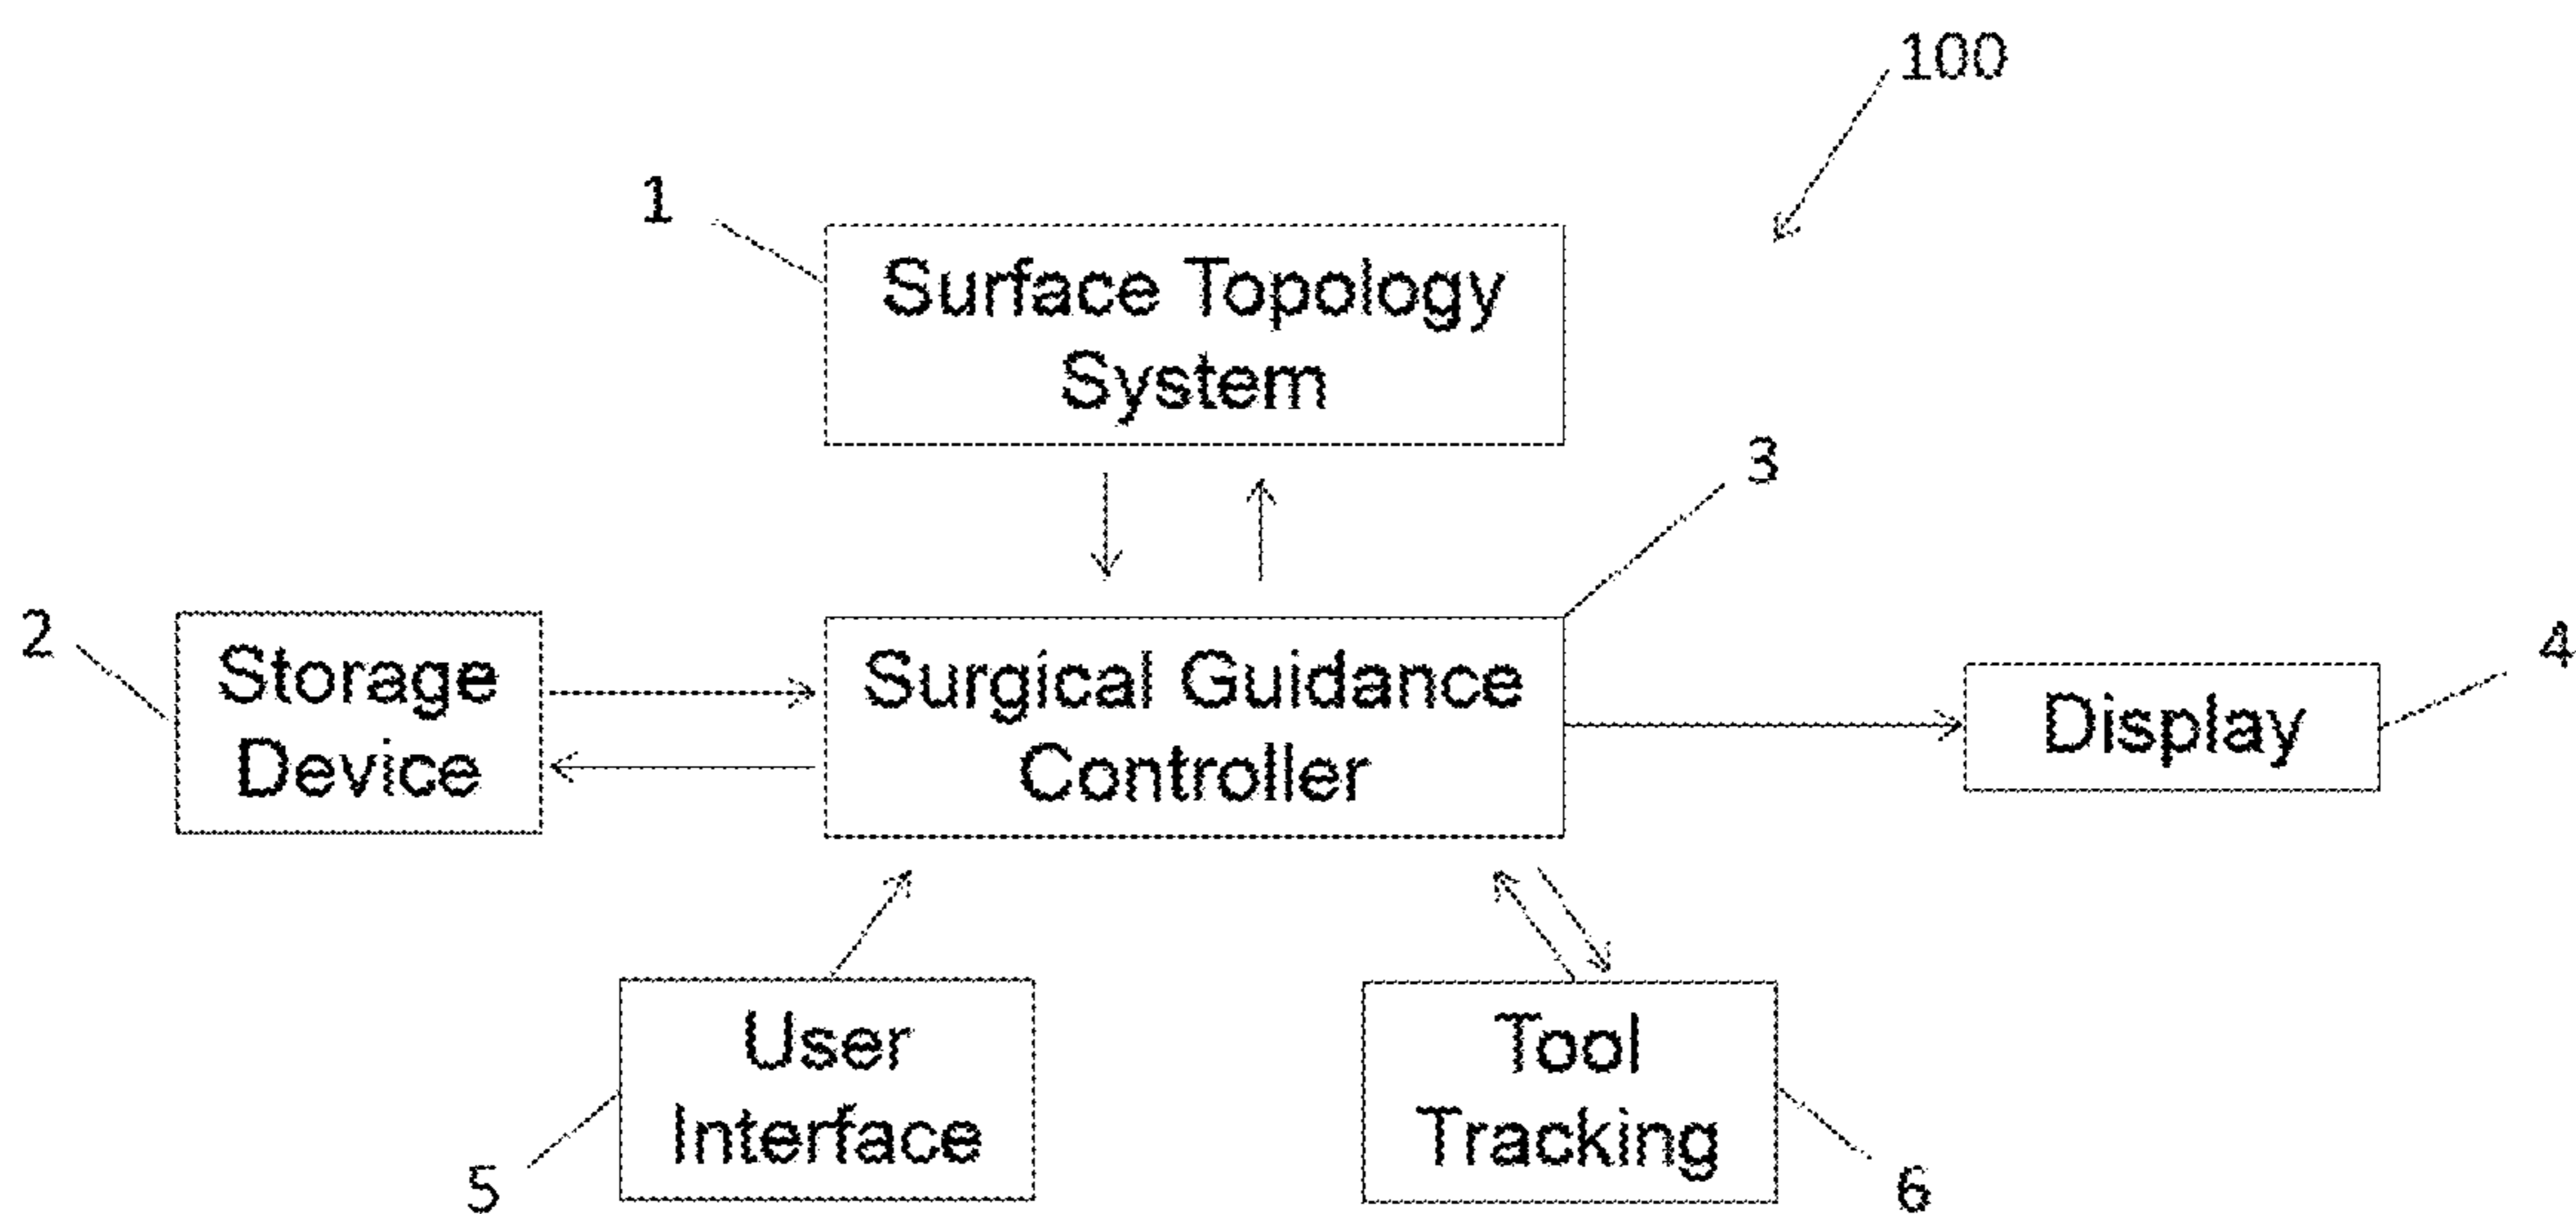 100
1
Surface Topology
System
3
2
Storage
Device
Surgical Guidance
Controller
4
Display
User
Interface
5
Tool
Tracking
6